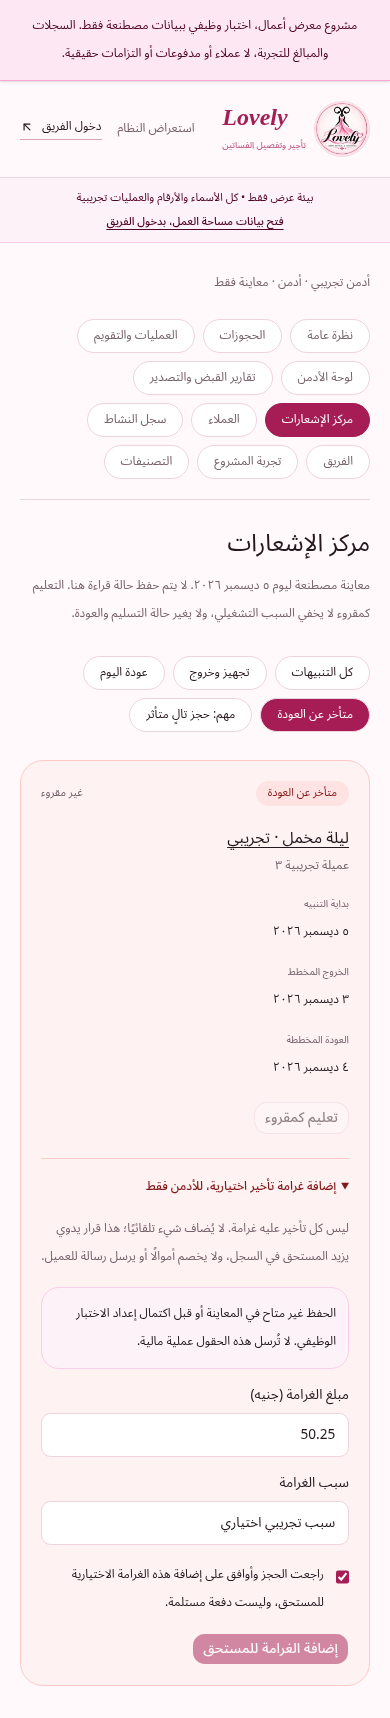 مشروع معرض أعمال، اختبار وظيفي ببيانات مصطنعة فقط. السجلات
والمبالغ للتجربة، لا عملاء أو مدفوعات أو التزامات حقيقية.
Lovely
Lovely
تأجير وتفصيل الفساتين
استعراض النظام
دخول الفريق
بيئة عرض فقط • كل الأسماء والأرقام والعمليات تجريبية
فتح بيانات مساحة العمل، بدخول الفريق
أدمن تجريبي · أدمن · معاينة فقط
نظرة عامة
الحجوزات
العمليات والتقويم
لوحة الأدمن
تقارير القبض والتصدير
مركز الإشعارات
العملاء
سجل النشاط
الفريق
تجربة المشروع
التصنيفات
مركز الإشعارات
معاينة مصطنعة ليوم ٥ ديسمبر ٢٠٢٦. لا يتم حفظ حالة قراءة هنا. التعليم
كمقروء لا يخفي السبب التشغيلي، ولا يغير حالة التسليم والعودة.
كل التنبيهات
تجهيز وخروج
عودة اليوم
متأخر عن العودة
مهم: حجز تالٍ متأثر
متأخر عن العودة
غير مقروء
ليلة مخمل · تجريبي
عميلة تجريبية ٣
بداية التنبيه
٥ ديسمبر ٢٠٢٦
الخروج المخطط
٣ ديسمبر ٢٠٢٦
العودة المخططة
٤ ديسمبر ٢٠٢٦
تعليم كمقروء
▼ إضافة غرامة تأخير اختيارية، للأدمن فقط
ليس كل تأخير عليه غرامة. لا يُضاف شيء تلقائيًا؛ هذا قرار يدوي
يزيد المستحق في السجل، ولا يخصم أموالًا أو يرسل رسالة للعميل.
الحفظ غير متاح في المعاينة أو قبل اكتمال إعداد الاختبار
الوظيفي. لا تُرسل هذه الحقول عملية مالية.
مبلغ الغرامة (جنيه)
50.25
سبب الغرامة
سبب تجريبي اختياري
راجعت الحجز وأوافق على إضافة هذه الغرامة الاختيارية
للمستحق، وليست دفعة مستلمة.
إضافة الغرامة للمستحق